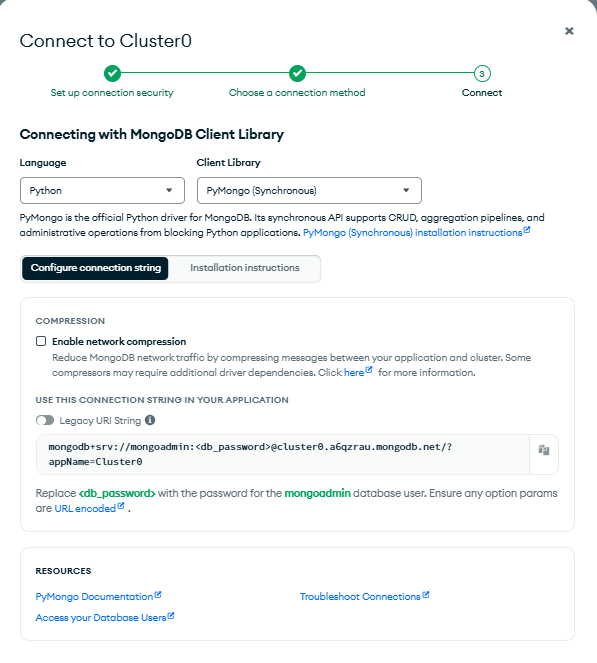 Connect to Cluster0
3
Set up connection security
Choose a connection method
Connect
Connecting with MongoDB Client Library
Language
Client Library
Python
PyMongo (Synchronous)
PyMongo is the official Python driver for MongoDB. Its synchronous API supports CRUD, aggregation pipelines, and
administrative operations from blocking Python applications. PyMongo (Synchronous) installation instructions
Configure connection string
Installation instructions
COMPRESSION
Enable network compression
Reduce MongoDB network traffic by compressing messages between your application and cluster. Some
compressors may require additional driver dependencies. Click here for more information.
USE THIS CONNECTION STRING IN YOUR APPLICATION
Legacy URI String
mongodb+srv://mongoadmin:<db_password>@cluster0.a6qzrau.mongodb.net/?
appName=Cluster0
Replace <db_password> with the password for the mongoadmin database user. Ensure any option params
are URL encoded .
RESOURCES
PyMongo Documentation
Troubleshoot Connections
Access your Database Users